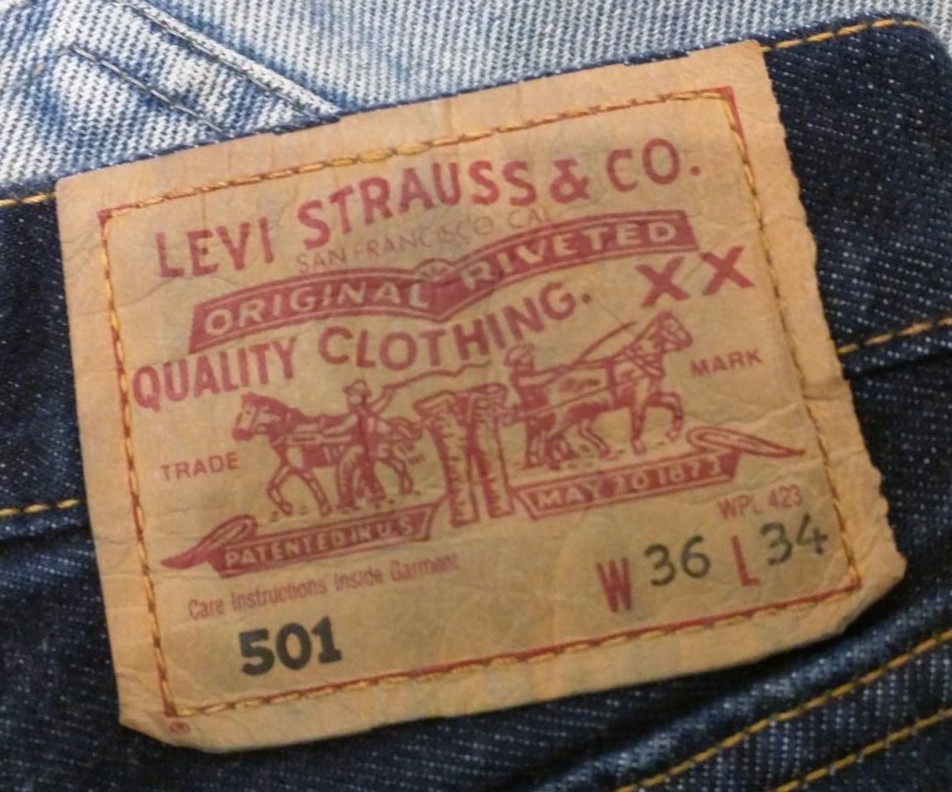 LEVI STRAUSS & CO.
SAN FRANCISCO CAL
ORIGINAL RIVETED
QUALITY CLOTHING. XX
TRADE MARK
PATENTED IN U.S. MAY 20 1873
WPL 423
Care Instructions Inside Garment
W 36 L 34
501
®